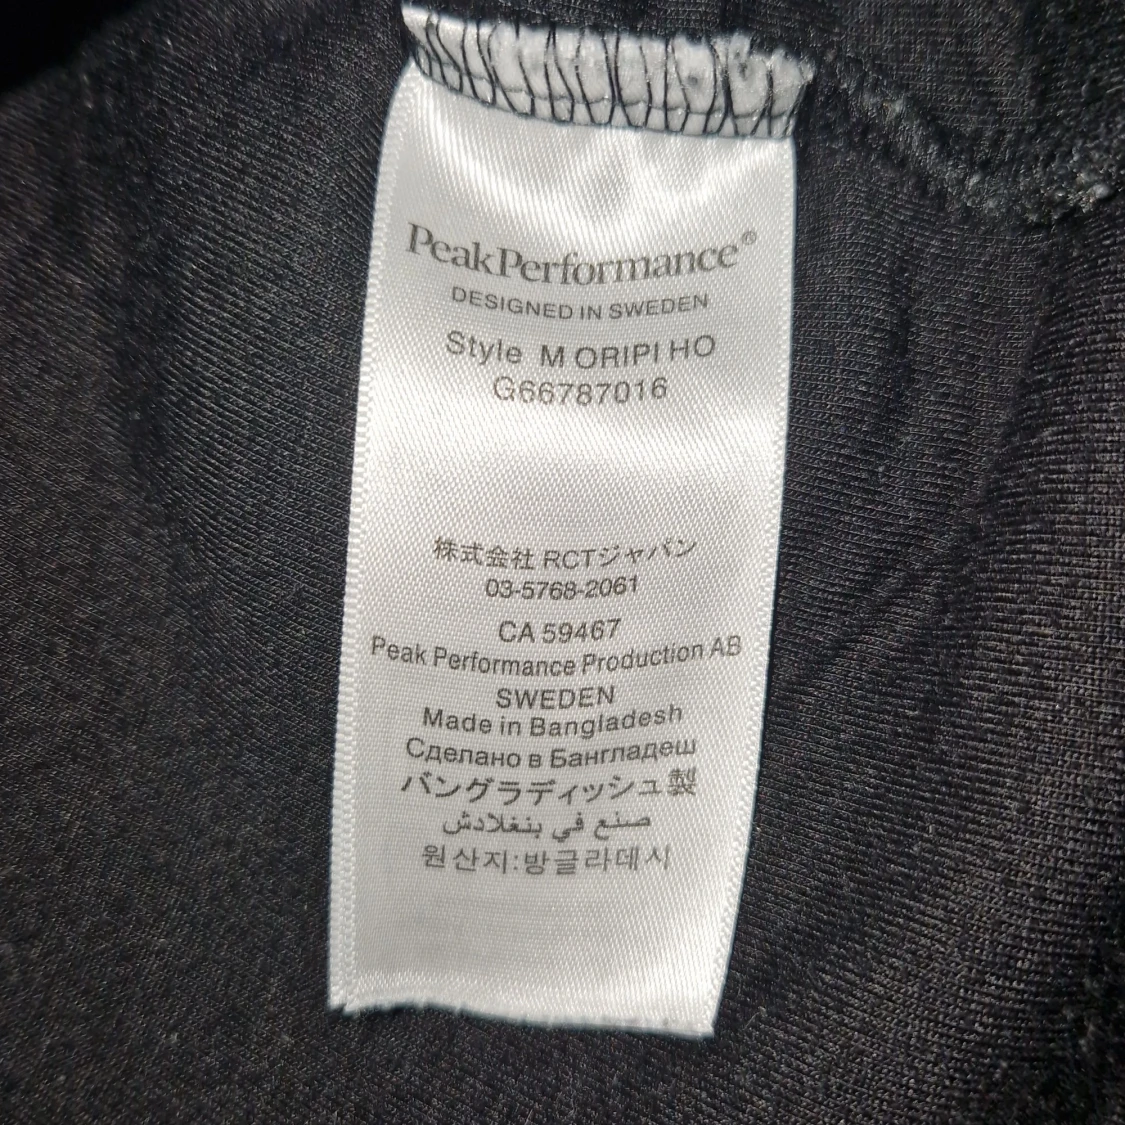 PeakPerformance®
DESIGNED IN SWEDEN
Style M ORIPI HO
G66787016
株式会社 RCTジャパン
03-5768-2061
CA 59467
Peak Performance Production AB
SWEDEN
Made in Bangladesh
Сделано в Бангладеш
バングラディッシュ製
صنع في بنغلادش
원산지:방글라데시